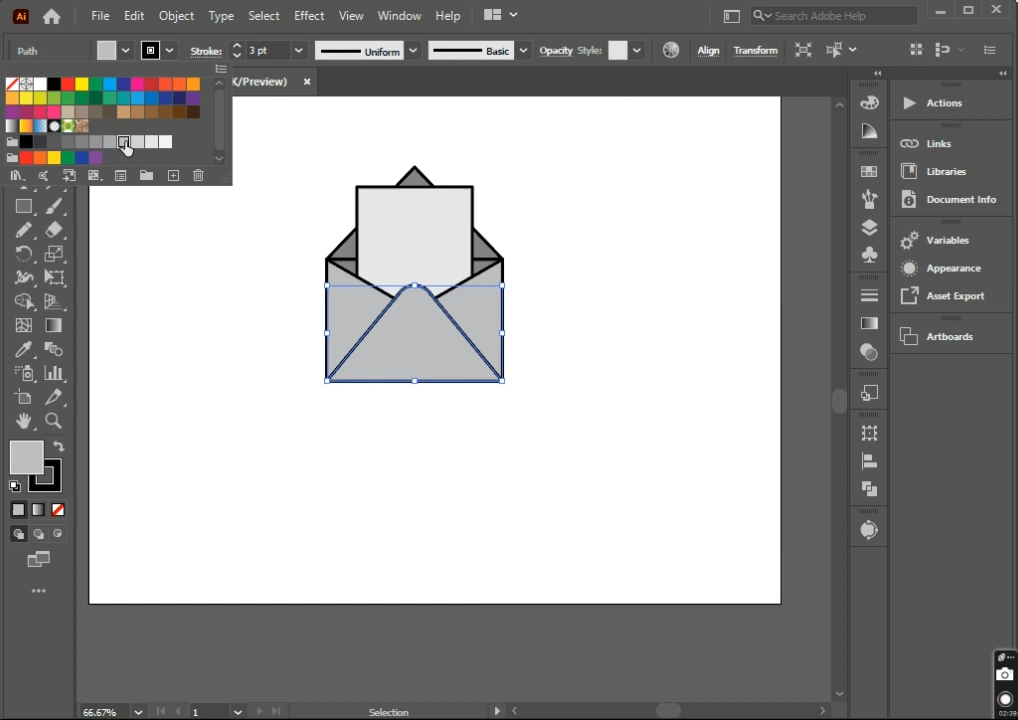 Ai File Edit Object Type Select Effect View Window Help Search Adobe Help
Path Stroke: 3 pt Uniform Basic Opacity Style: Align Transform
K/Preview) ×
Actions
Links
Libraries
Document Info
Variables
Appearance
Asset Export
Artboards
66.67% 1 Selection
02:38